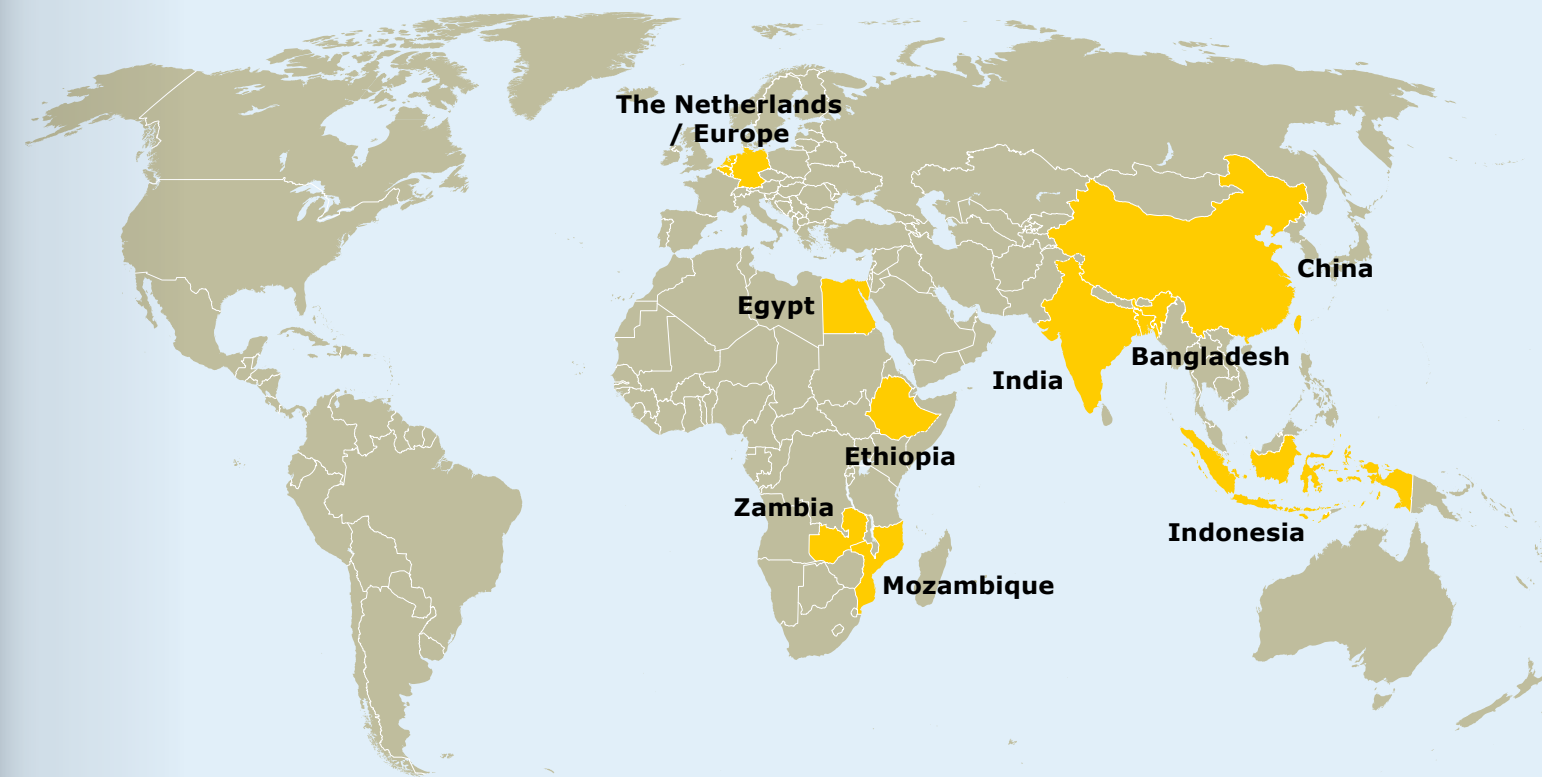 The Netherlands
/ Europe
China
Egypt
Bangladesh
India
Ethiopia
Zambia
Indonesia
Mozambique